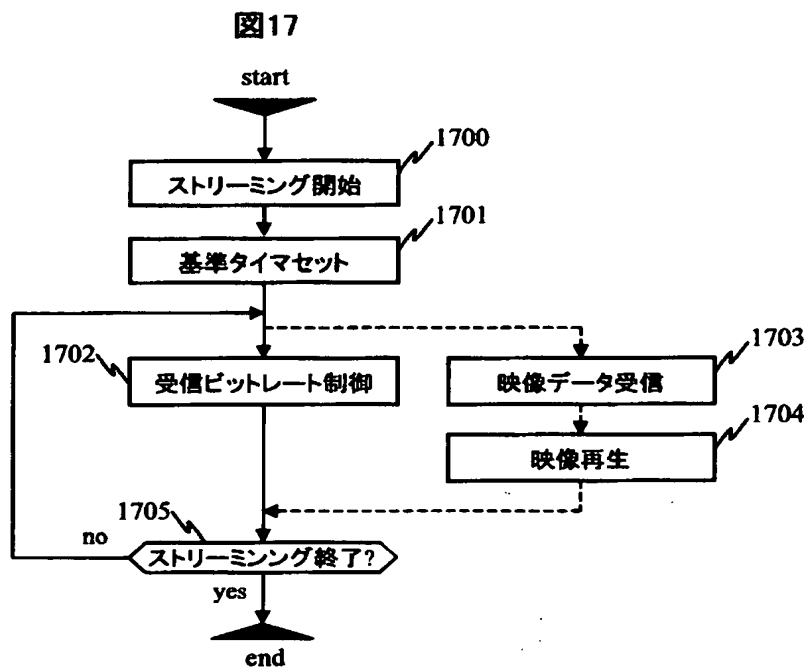 図17
start
1700
ストリーミング開始
1701
基準タイマセット
1702
受信ビットレート制御
1703
映像データ受信
1704
映像再生
1705
no
ストリーミンング終了?
yes
end